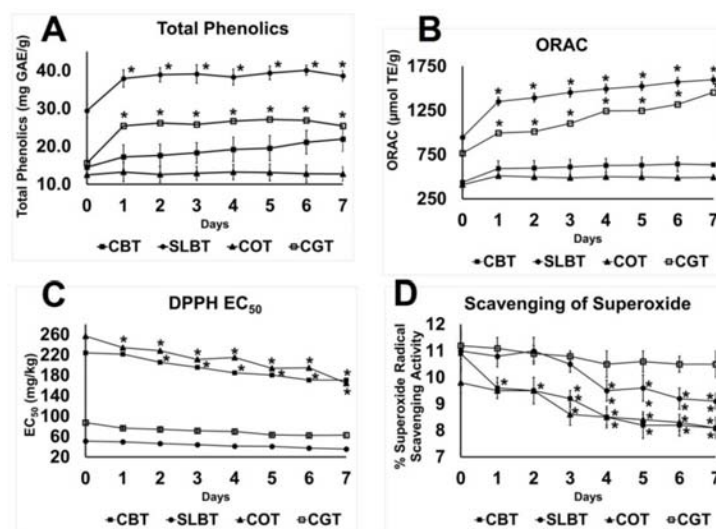 A Total Phenolics
Total Phenolics (mg GAE/g)
40.0
30.0
20.0
10.0
* * * * * * *
* * * * * * *
0 1 2 3 4 5 6 7
Days
CBT SLBT COT CGT
B ORAC
ORAC (μmol TE/g)
1750
1250
750
250
* * * * * * *
* * * * * * *
0 1 2 3 4 5 6 7
Days
CBT SLBT COT CGT
C DPPH EC50
EC50 (mg/kg)
260
220
180
140
100
60
20
* * * * * * *
* * * * * *
0 1 2 3 4 5 6 7
Days
CBT SLBT COT CGT
D Scavenging of Superoxide
% Superoxide Radical
Scavenging Activity
12
11
10
9
8
7
0 1 2 3 4 5 6 7
Days
CBT SLBT COT CGT